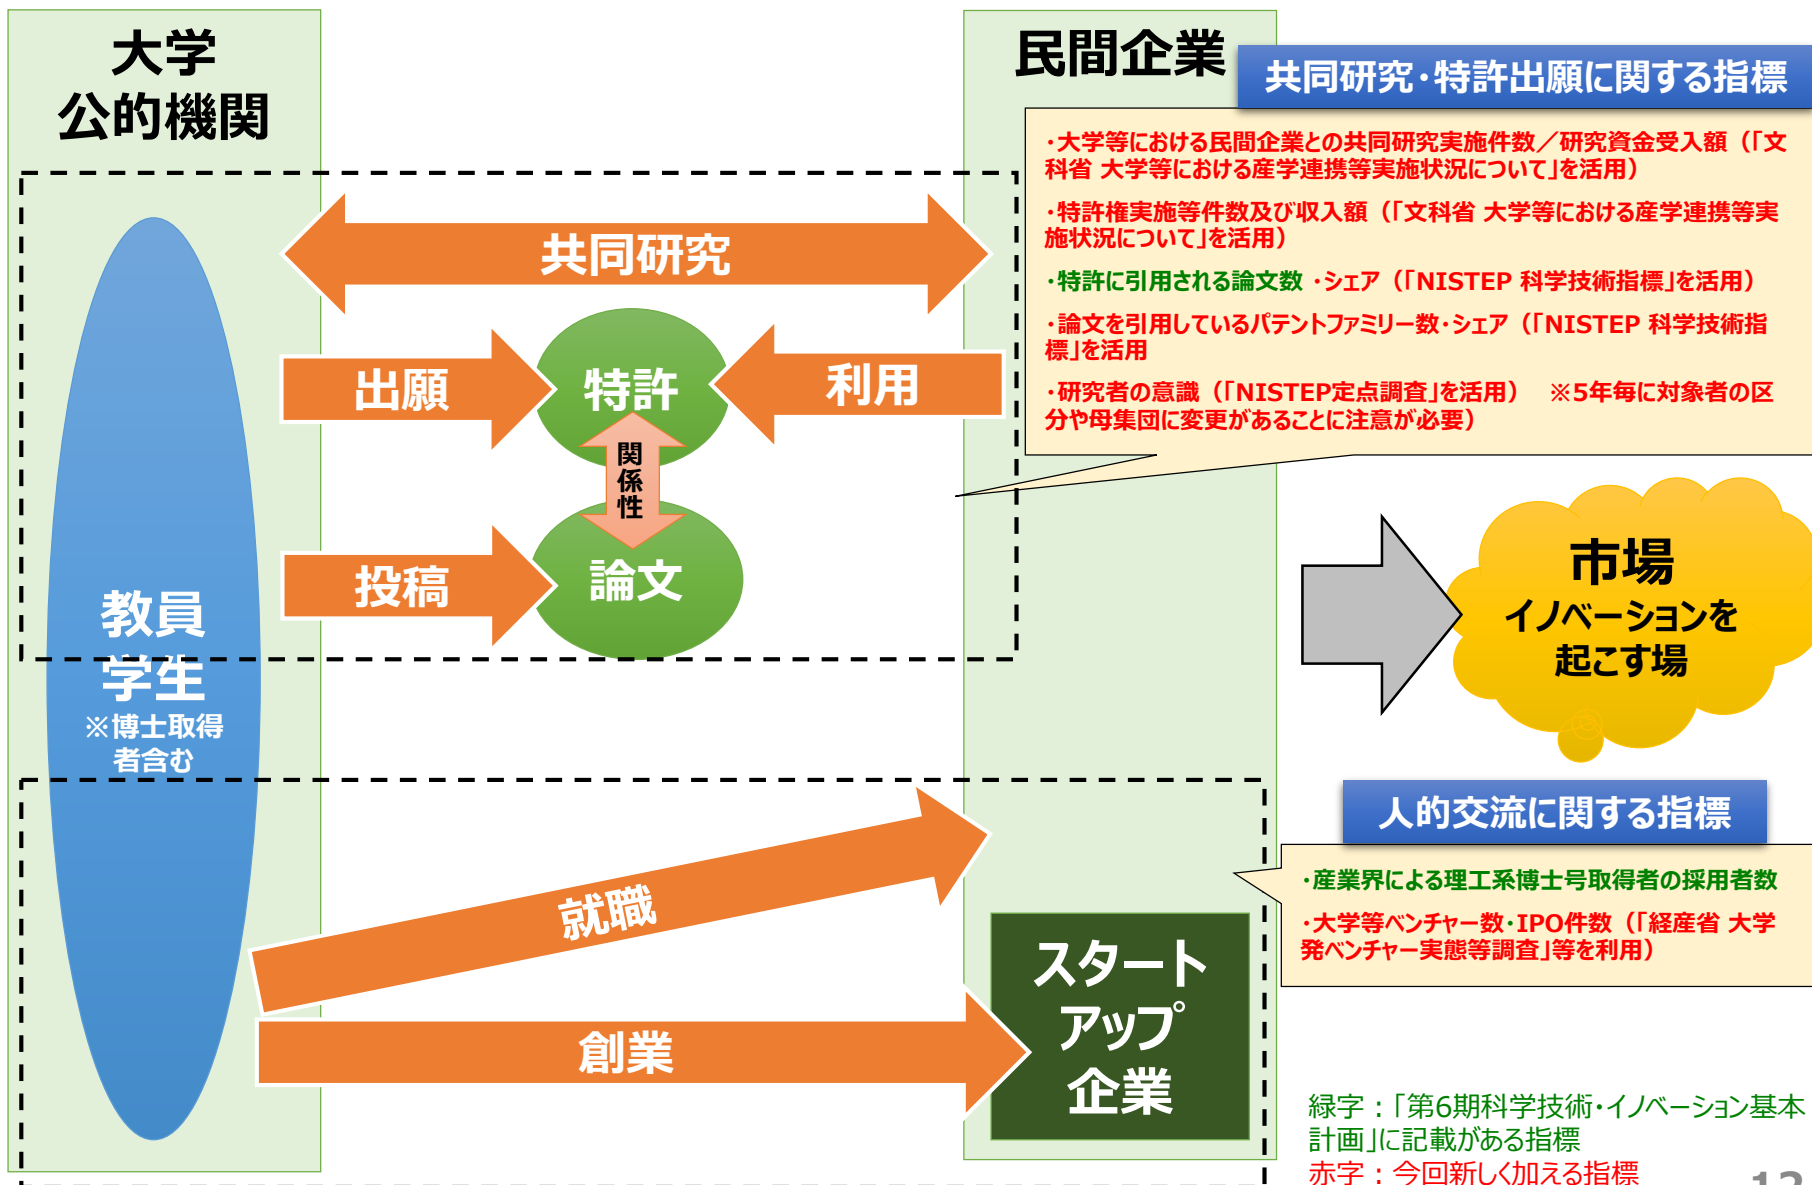 大学
公的機関
民間企業
共同研究・特許出願に関する指標
・大学等における民間企業との共同研究実施件数／研究資金受入額（「文
科省 大学等における産学連携等実施状況について」を活用）
・特許権実施等件数及び収入額（「文科省 大学等における産学連携等実
施状況について」を活用）
・特許に引用される論文数 ・シェア（「NISTEP 科学技術指標」を活用）
・論文を引用しているパテントファミリー数・シェア（「NISTEP 科学技術指
標」を活用
・研究者の意識（「NISTEP定点調査」を活用）　※5年毎に対象者の区
分や母集団に変更があることに注意が必要）
共同研究
出願
特許
利用
関
係
性
投稿
論文
教員
学生
※博士取得
者含む
市場
イノベーションを
起こす場
人的交流に関する指標
・産業界による理工系博士号取得者の採用者数
・大学等ベンチャー数・IPO件数（「経産省 大学
発ベンチャー実態等調査」等を利用）
就職
創業
スタート
アップ
企業
緑字：「第6期科学技術・イノベーション基本
計画」に記載がある指標
赤字：今回新しく加える指標